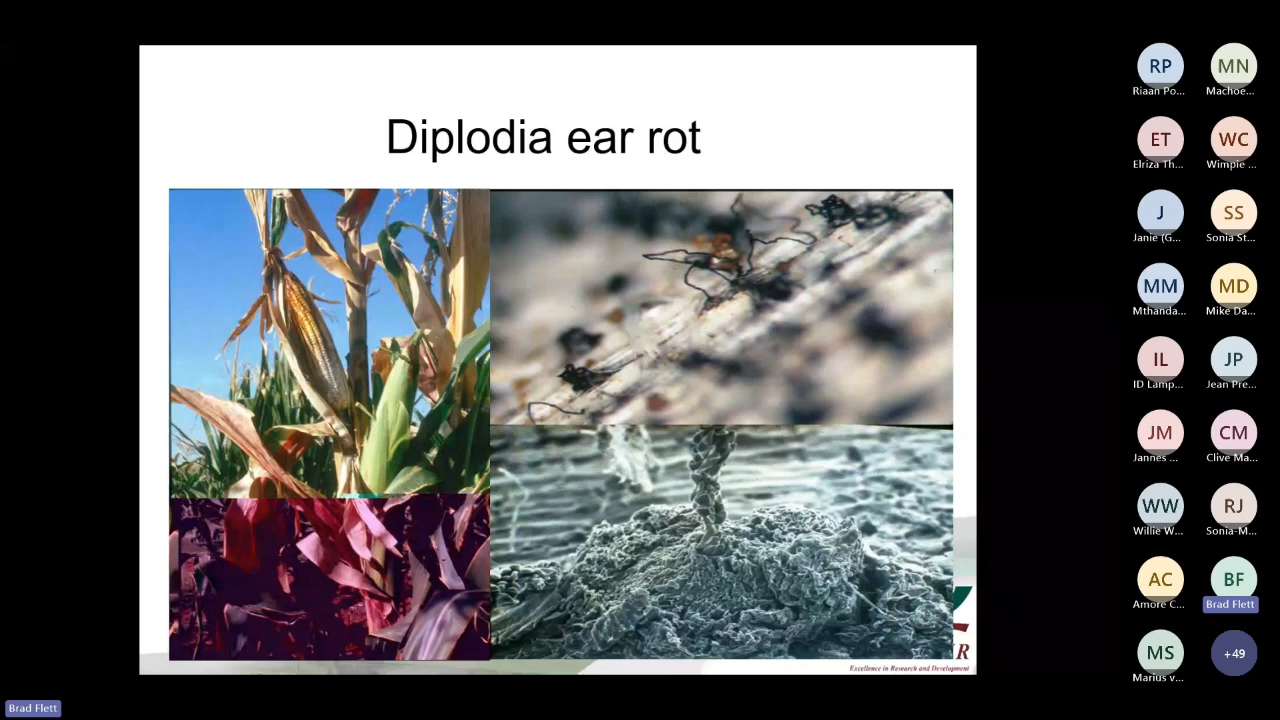 Diplodia ear rot
R
Excellence in Research and Development
RP
Riaan Po...
MN
Machoe...
ET
Elriza Th...
WC
Wimpie ...
J
Janie (G...
SS
Sonia St...
MM
Mthanda...
MD
Mike Da...
IL
ID Lamp...
JP
Jean Pre...
JM
Jannes ...
CM
Clive Ma...
WW
Willie W...
RJ
Sonia-M...
AC
Amore C...
BF
Brad Flett
MS
Marius v...
+49
Brad Flett